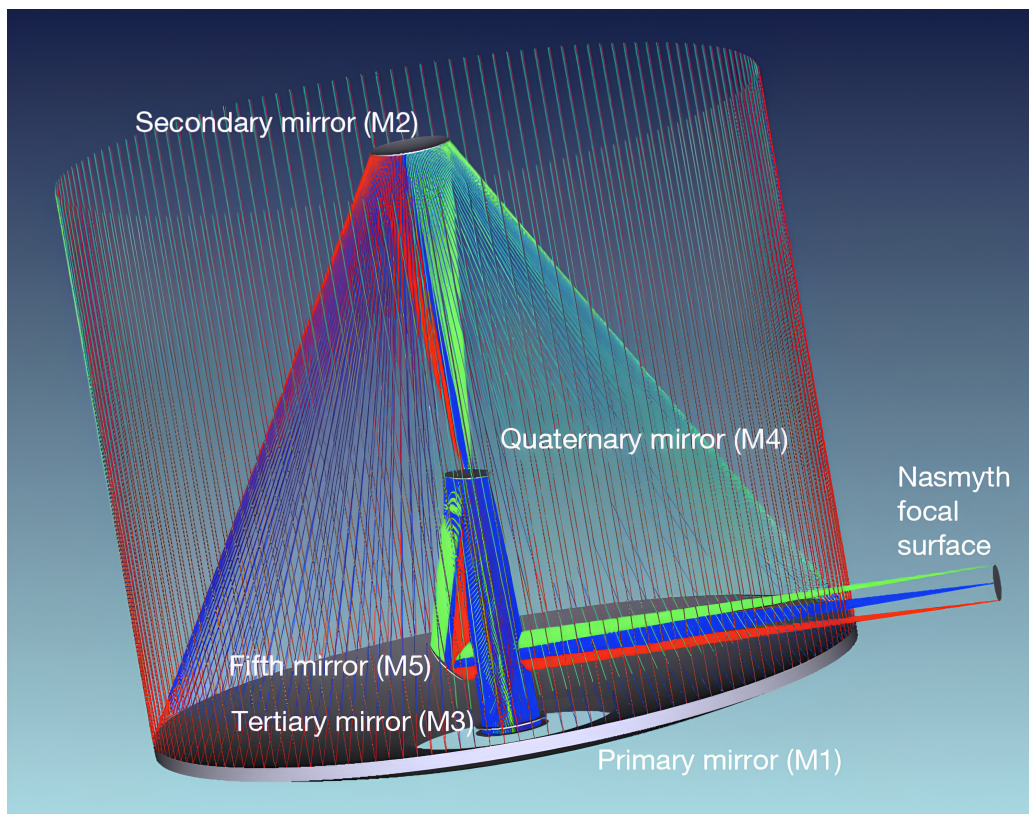 Secondary mirror (M2)
Quaternary mirror (M4)
Nasmyth
focal
surface
Fifth mirror (M5)
Tertiary mirror (M3)
Primary mirror (M1)